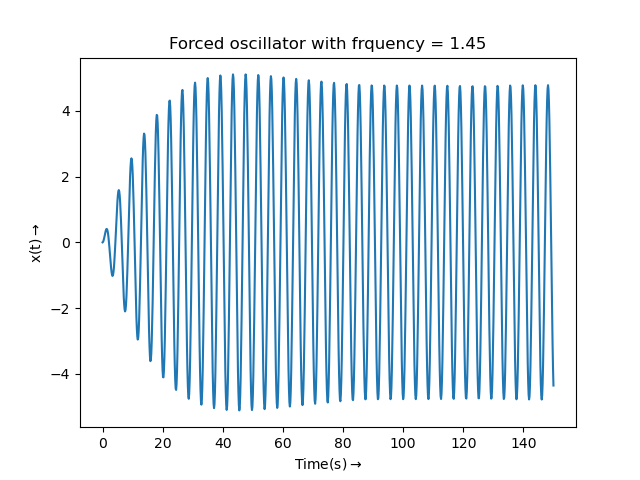 Forced oscillator with frquency = 1.45
4
2
0
−2
−4
x(t)→
0 20 40 60 80 100 120 140
Time(s)→